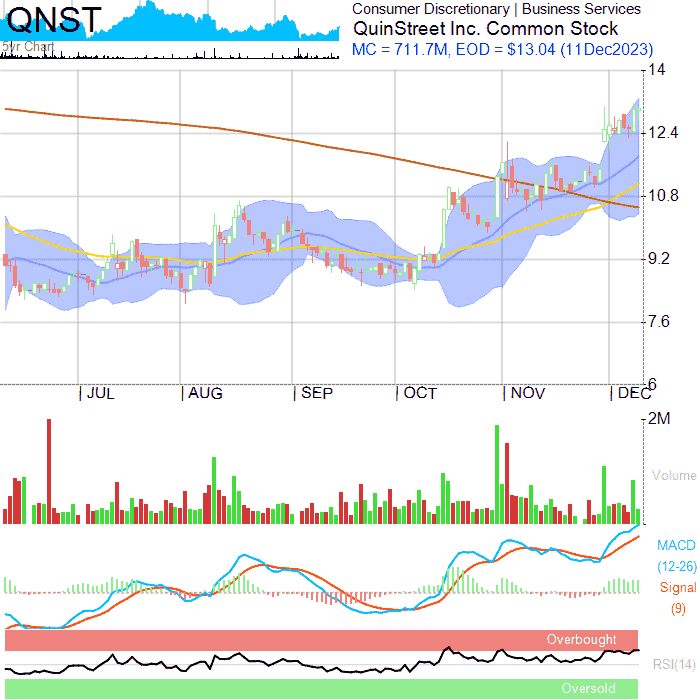 QNST
5yr Chart
Consumer Discretionary | Business Services
QuinStreet Inc. Common Stock
MC = 711.7M, EOD = $13.04 (11Dec2023)
14
12.4
10.8
9.2
7.6
6
| JUL | AUG | SEP | OCT | NOV | DEC
2M
Volume
MACD
(12-26)
Signal
(9)
Overbought
RSI(14)
Oversold